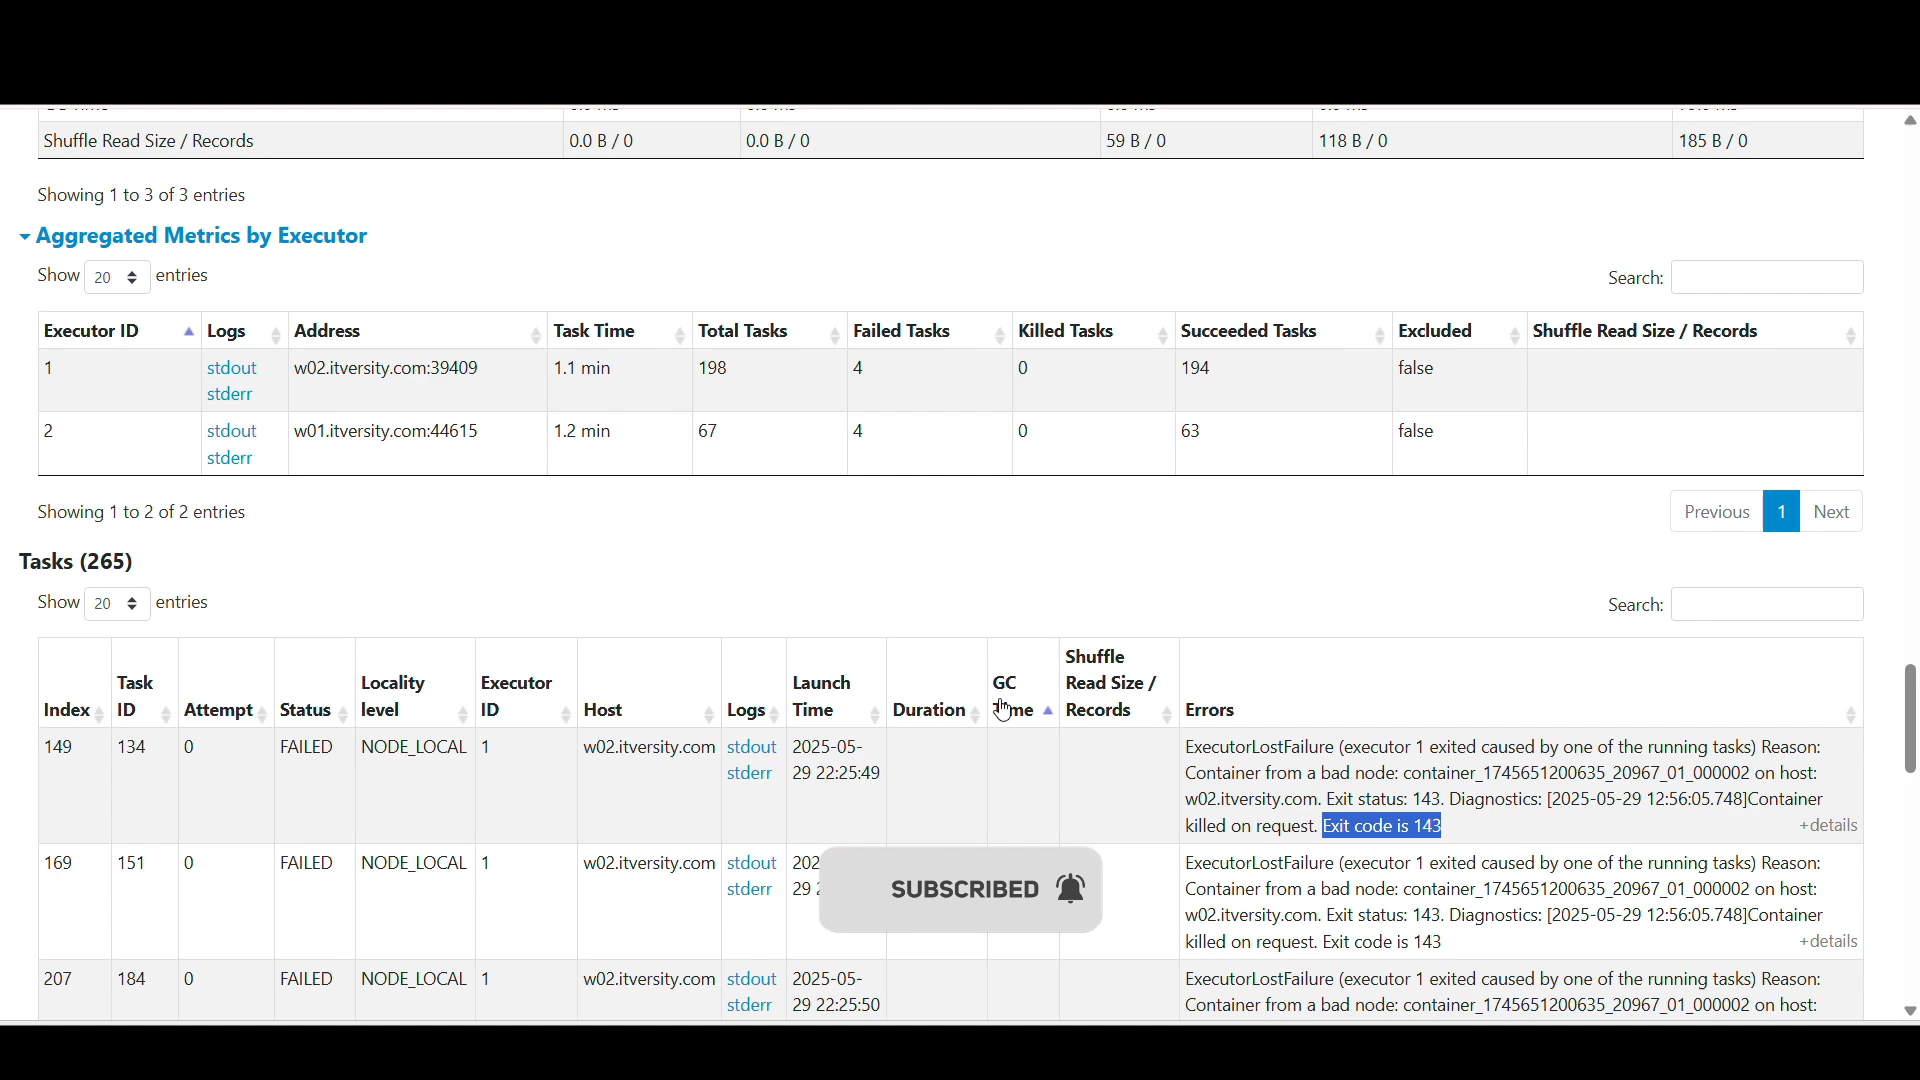 Shuffle Read Size / Records 0.0 B / 0 0.0 B / 0 59 B / 0 118 B / 0 185 B / 0
Showing 1 to 3 of 3 entries
Aggregated Metrics by Executor
Show 20 entries Search:
Executor ID Logs Address Task Time Total Tasks Failed Tasks Killed Tasks Succeeded Tasks Excluded Shuffle Read Size / Records
1 stdout w02.itversity.com:39409 1.1 min 198 4 0 194 false
stderr
2 stdout w01.itversity.com:44615 1.2 min 67 4 0 63 false
stderr
Showing 1 to 2 of 2 entries Previous 1 Next
Tasks (265)
Show 20 entries Search:
Shuffle
Task Locality Executor Launch GC Read Size /
Index ID Attempt Status level ID Host Logs Time Duration Time Records Errors
149 134 0 FAILED NODE_LOCAL 1 w02.itversity.com stdout 2025-05- ExecutorLostFailure (executor 1 exited caused by one of the running tasks) Reason:
stderr 29 22:25:49 Container from a bad node: container_1745651200635_20967_01_000002 on host:
w02.itversity.com. Exit status: 143. Diagnostics: [2025-05-29 12:56:05.748]Container
killed on request. Exit code is 143 +details
169 151 0 FAILED NODE_LOCAL 1 w02.itversity.com stdout 202 ExecutorLostFailure (executor 1 exited caused by one of the running tasks) Reason:
stderr 29 SUBSCRIBED Container from a bad node: container_1745651200635_20967_01_000002 on host:
w02.itversity.com. Exit status: 143. Diagnostics: [2025-05-29 12:56:05.748]Container
killed on request. Exit code is 143 +details
207 184 0 FAILED NODE_LOCAL 1 w02.itversity.com stdout 2025-05- ExecutorLostFailure (executor 1 exited caused by one of the running tasks) Reason:
stderr 29 22:25:50 Container from a bad node: container_1745651200635_20967_01_000002 on host: